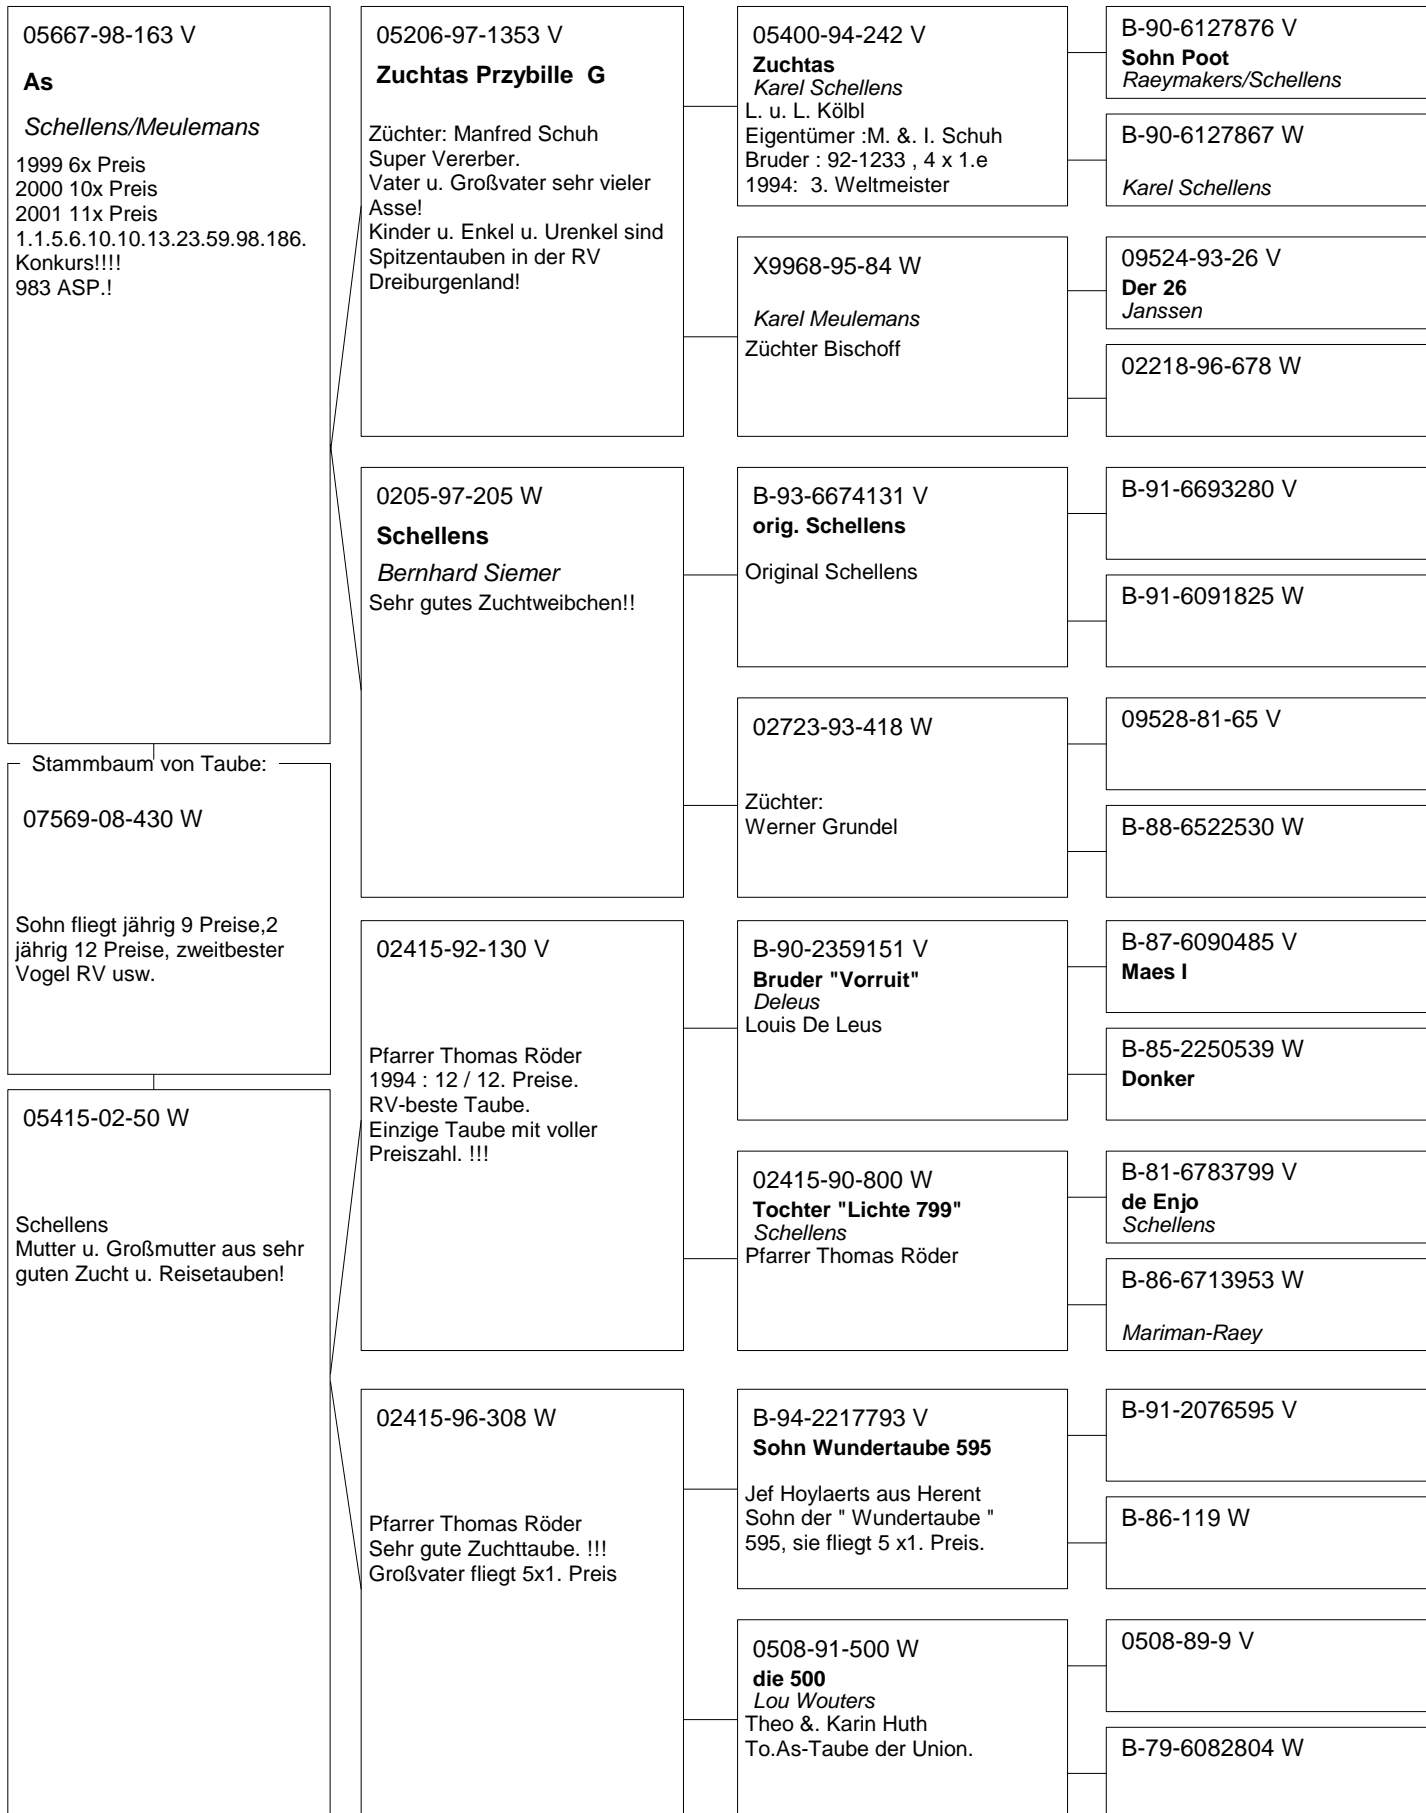 05667-98-163 V
As
Schellens/Meulemans
1999 6x Preis
2000 10x Preis
2001 11x Preis
1.1.5.6.10.10.13.23.59.98.186.
Konkurs!!!!
983 ASP.!
Stammbaum von Taube:
07569-08-430 W
Sohn fliegt jährig 9 Preise,2
jährig 12 Preise, zweitbester
Vogel RV usw.
05415-02-50 W
Schellens
Mutter u. Großmutter aus sehr
guten Zucht u. Reisetauben!
05206-97-1353 V
Zuchtas Przybille  G
Züchter: Manfred Schuh
Super Vererber.
Vater u. Großvater sehr vieler
Asse!
Kinder u. Enkel u. Urenkel sind
Spitzentauben in der RV
Dreiburgenland!
0205-97-205 W
Schellens
Bernhard Siemer
Sehr gutes Zuchtweibchen!!
02415-92-130 V
Pfarrer Thomas Röder
1994 : 12 / 12. Preise.
RV-beste Taube.
Einzige Taube mit voller
Preiszahl. !!!
02415-96-308 W
Pfarrer Thomas Röder
Sehr gute Zuchttaube. !!!
Großvater fliegt 5x1. Preis
05400-94-242 V
Zuchtas
Karel Schellens
L. u. L. Kölbl
Eigentümer :M. &. I. Schuh
Bruder : 92-1233 , 4 x 1.e
1994:  3. Weltmeister
X9968-95-84 W
Karel Meulemans
Züchter Bischoff
B-93-6674131 V
orig. Schellens
Original Schellens
02723-93-418 W
Züchter:
Werner Grundel
B-90-2359151 V
Bruder "Vorruit"
Deleus
Louis De Leus
02415-90-800 W
Tochter "Lichte 799"
Schellens
Pfarrer Thomas Röder
B-94-2217793 V
Sohn Wundertaube 595
Jef Hoylaerts aus Herent
Sohn der " Wundertaube "
595, sie fliegt 5 x1. Preis.
0508-91-500 W
die 500
Lou Wouters
Theo &. Karin Huth
To.As-Taube der Union.
B-90-6127876 V
Sohn Poot
Raeymakers/Schellens
B-90-6127867 W
Karel Schellens
09524-93-26 V
Der 26
Janssen
02218-96-678 W
B-91-6693280 V
B-91-6091825 W
09528-81-65 V
B-88-6522530 W
B-87-6090485 V
Maes I
B-85-2250539 W
Donker
B-81-6783799 V
de Enjo
Schellens
B-86-6713953 W
Mariman-Raey
B-91-2076595 V
B-86-119 W
0508-89-9 V
B-79-6082804 W